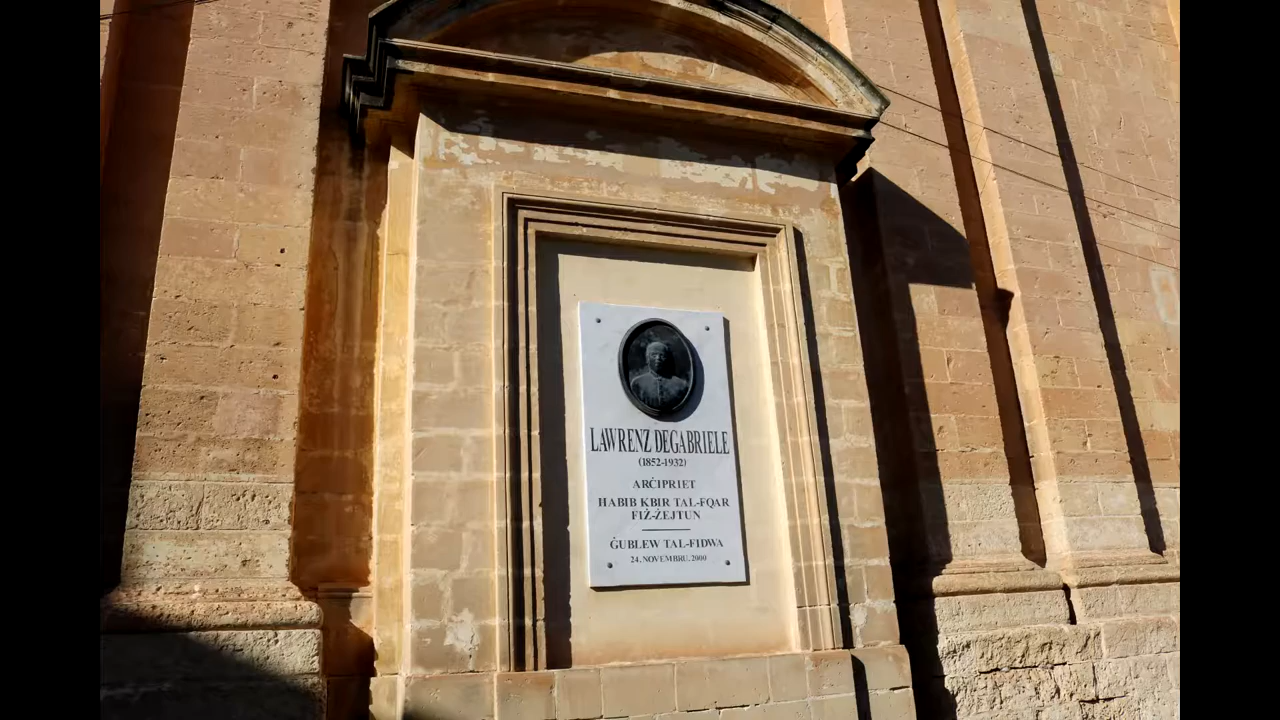 LAWRENZ DEGABRIELE
(1852-1932)
ARĊIPRIET
HABIB KBIR TAL-FQAR
FIŻ-ŻEJTUN
ĠUBLEW TAL-FIDWA
24. NOVEMBRU. 2000